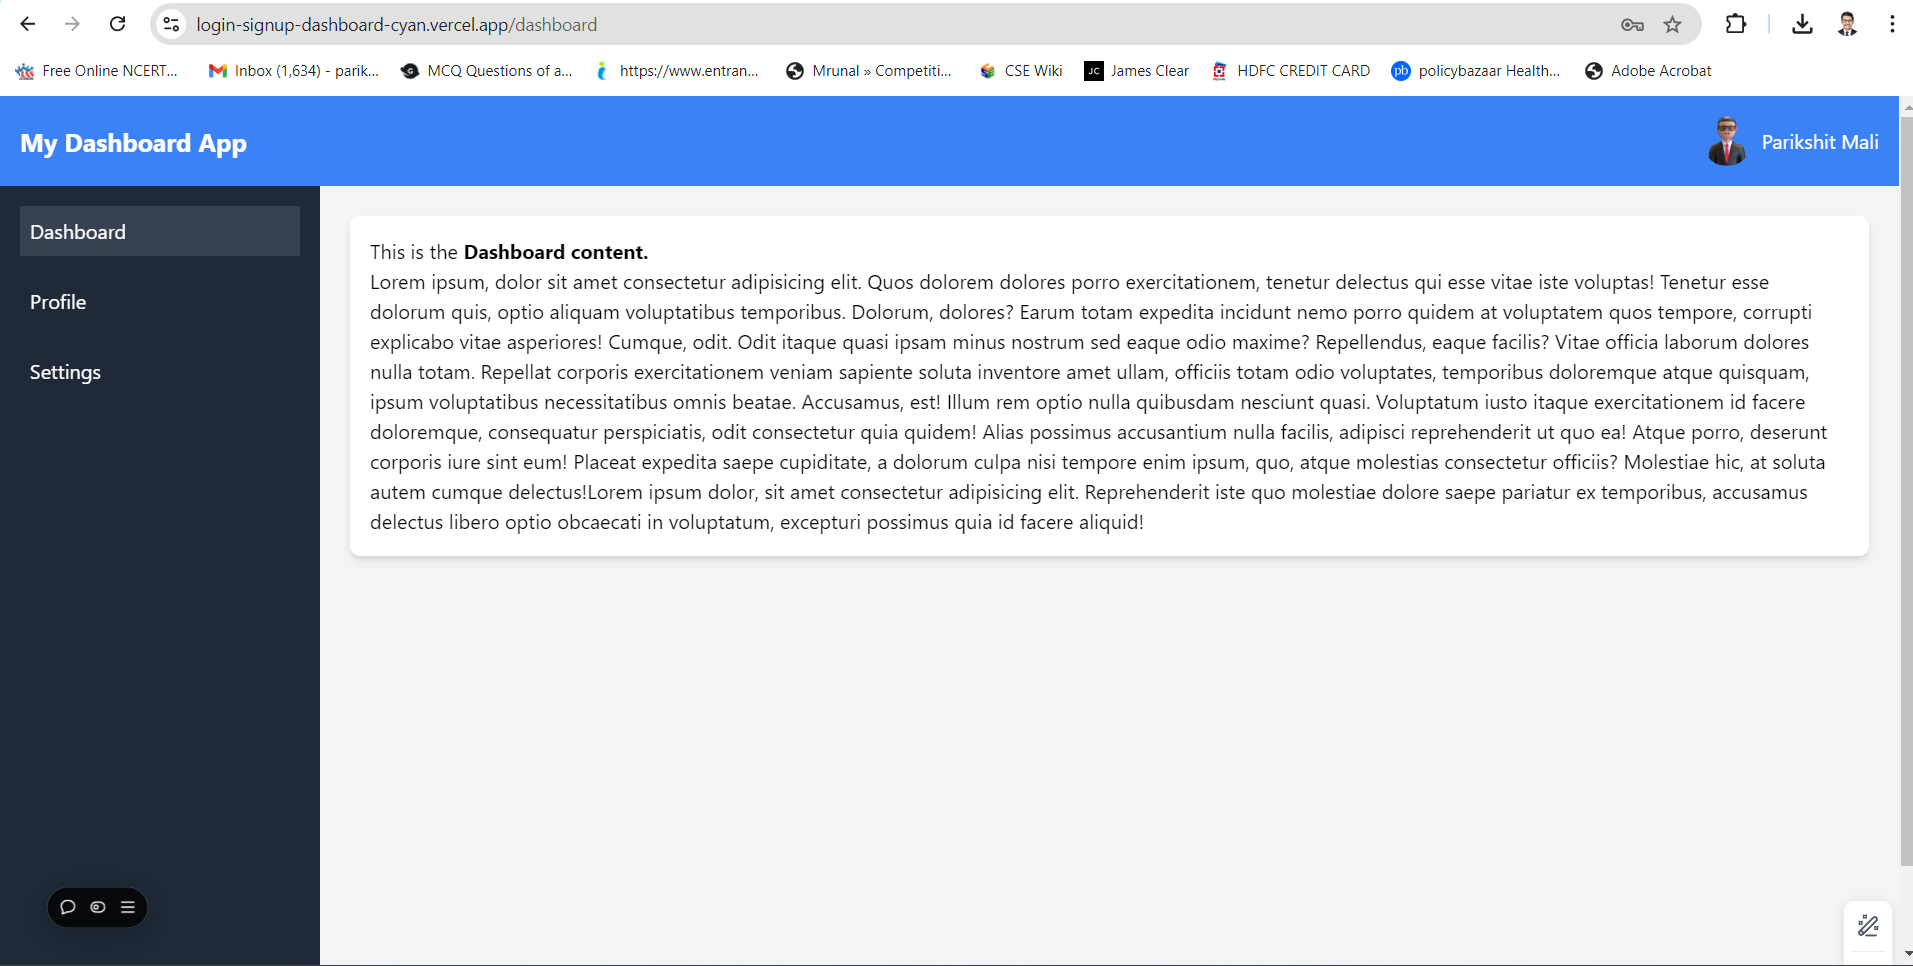 login-signup-dashboard-cyan.vercel.app/dashboard
Free Online NCERT... Inbox (1,634) - parik... MCQ Questions of a... https://www.entran... Mrunal » Competiti... CSE Wiki JC James Clear HDFC CREDIT CARD pb policybazaar Health... Adobe Acrobat
My Dashboard App
Parikshit Mali
Dashboard
Profile
Settings
This is the Dashboard content.
Lorem ipsum, dolor sit amet consectetur adipisicing elit. Quos dolorem dolores porro exercitationem, tenetur delectus qui esse vitae iste voluptas! Tenetur esse
dolorum quis, optio aliquam voluptatibus temporibus. Dolorum, dolores? Earum totam expedita incidunt nemo porro quidem at voluptatem quos tempore, corrupti
explicabo vitae asperiores! Cumque, odit. Odit itaque quasi ipsam minus nostrum sed eaque odio maxime? Repellendus, eaque facilis? Vitae officia laborum dolores
nulla totam. Repellat corporis exercitationem veniam sapiente soluta inventore amet ullam, officiis totam odio voluptates, temporibus doloremque atque quisquam,
ipsum voluptatibus necessitatibus omnis beatae. Accusamus, est! Illum rem optio nulla quibusdam nesciunt quasi. Voluptatum iusto itaque exercitationem id facere
doloremque, consequatur perspiciatis, odit consectetur quia quidem! Alias possimus accusantium nulla facilis, adipisci reprehenderit ut quo ea! Atque porro, deserunt
corporis iure sint eum! Placeat expedita saepe cupiditate, a dolorum culpa nisi tempore enim ipsum, quo, atque molestias consectetur officiis? Molestiae hic, at soluta
autem cumque delectus!Lorem ipsum dolor, sit amet consectetur adipisicing elit. Reprehenderit iste quo molestiae dolore saepe pariatur ex temporibus, accusamus
delectus libero optio obcaecati in voluptatum, excepturi possimus quia id facere aliquid!